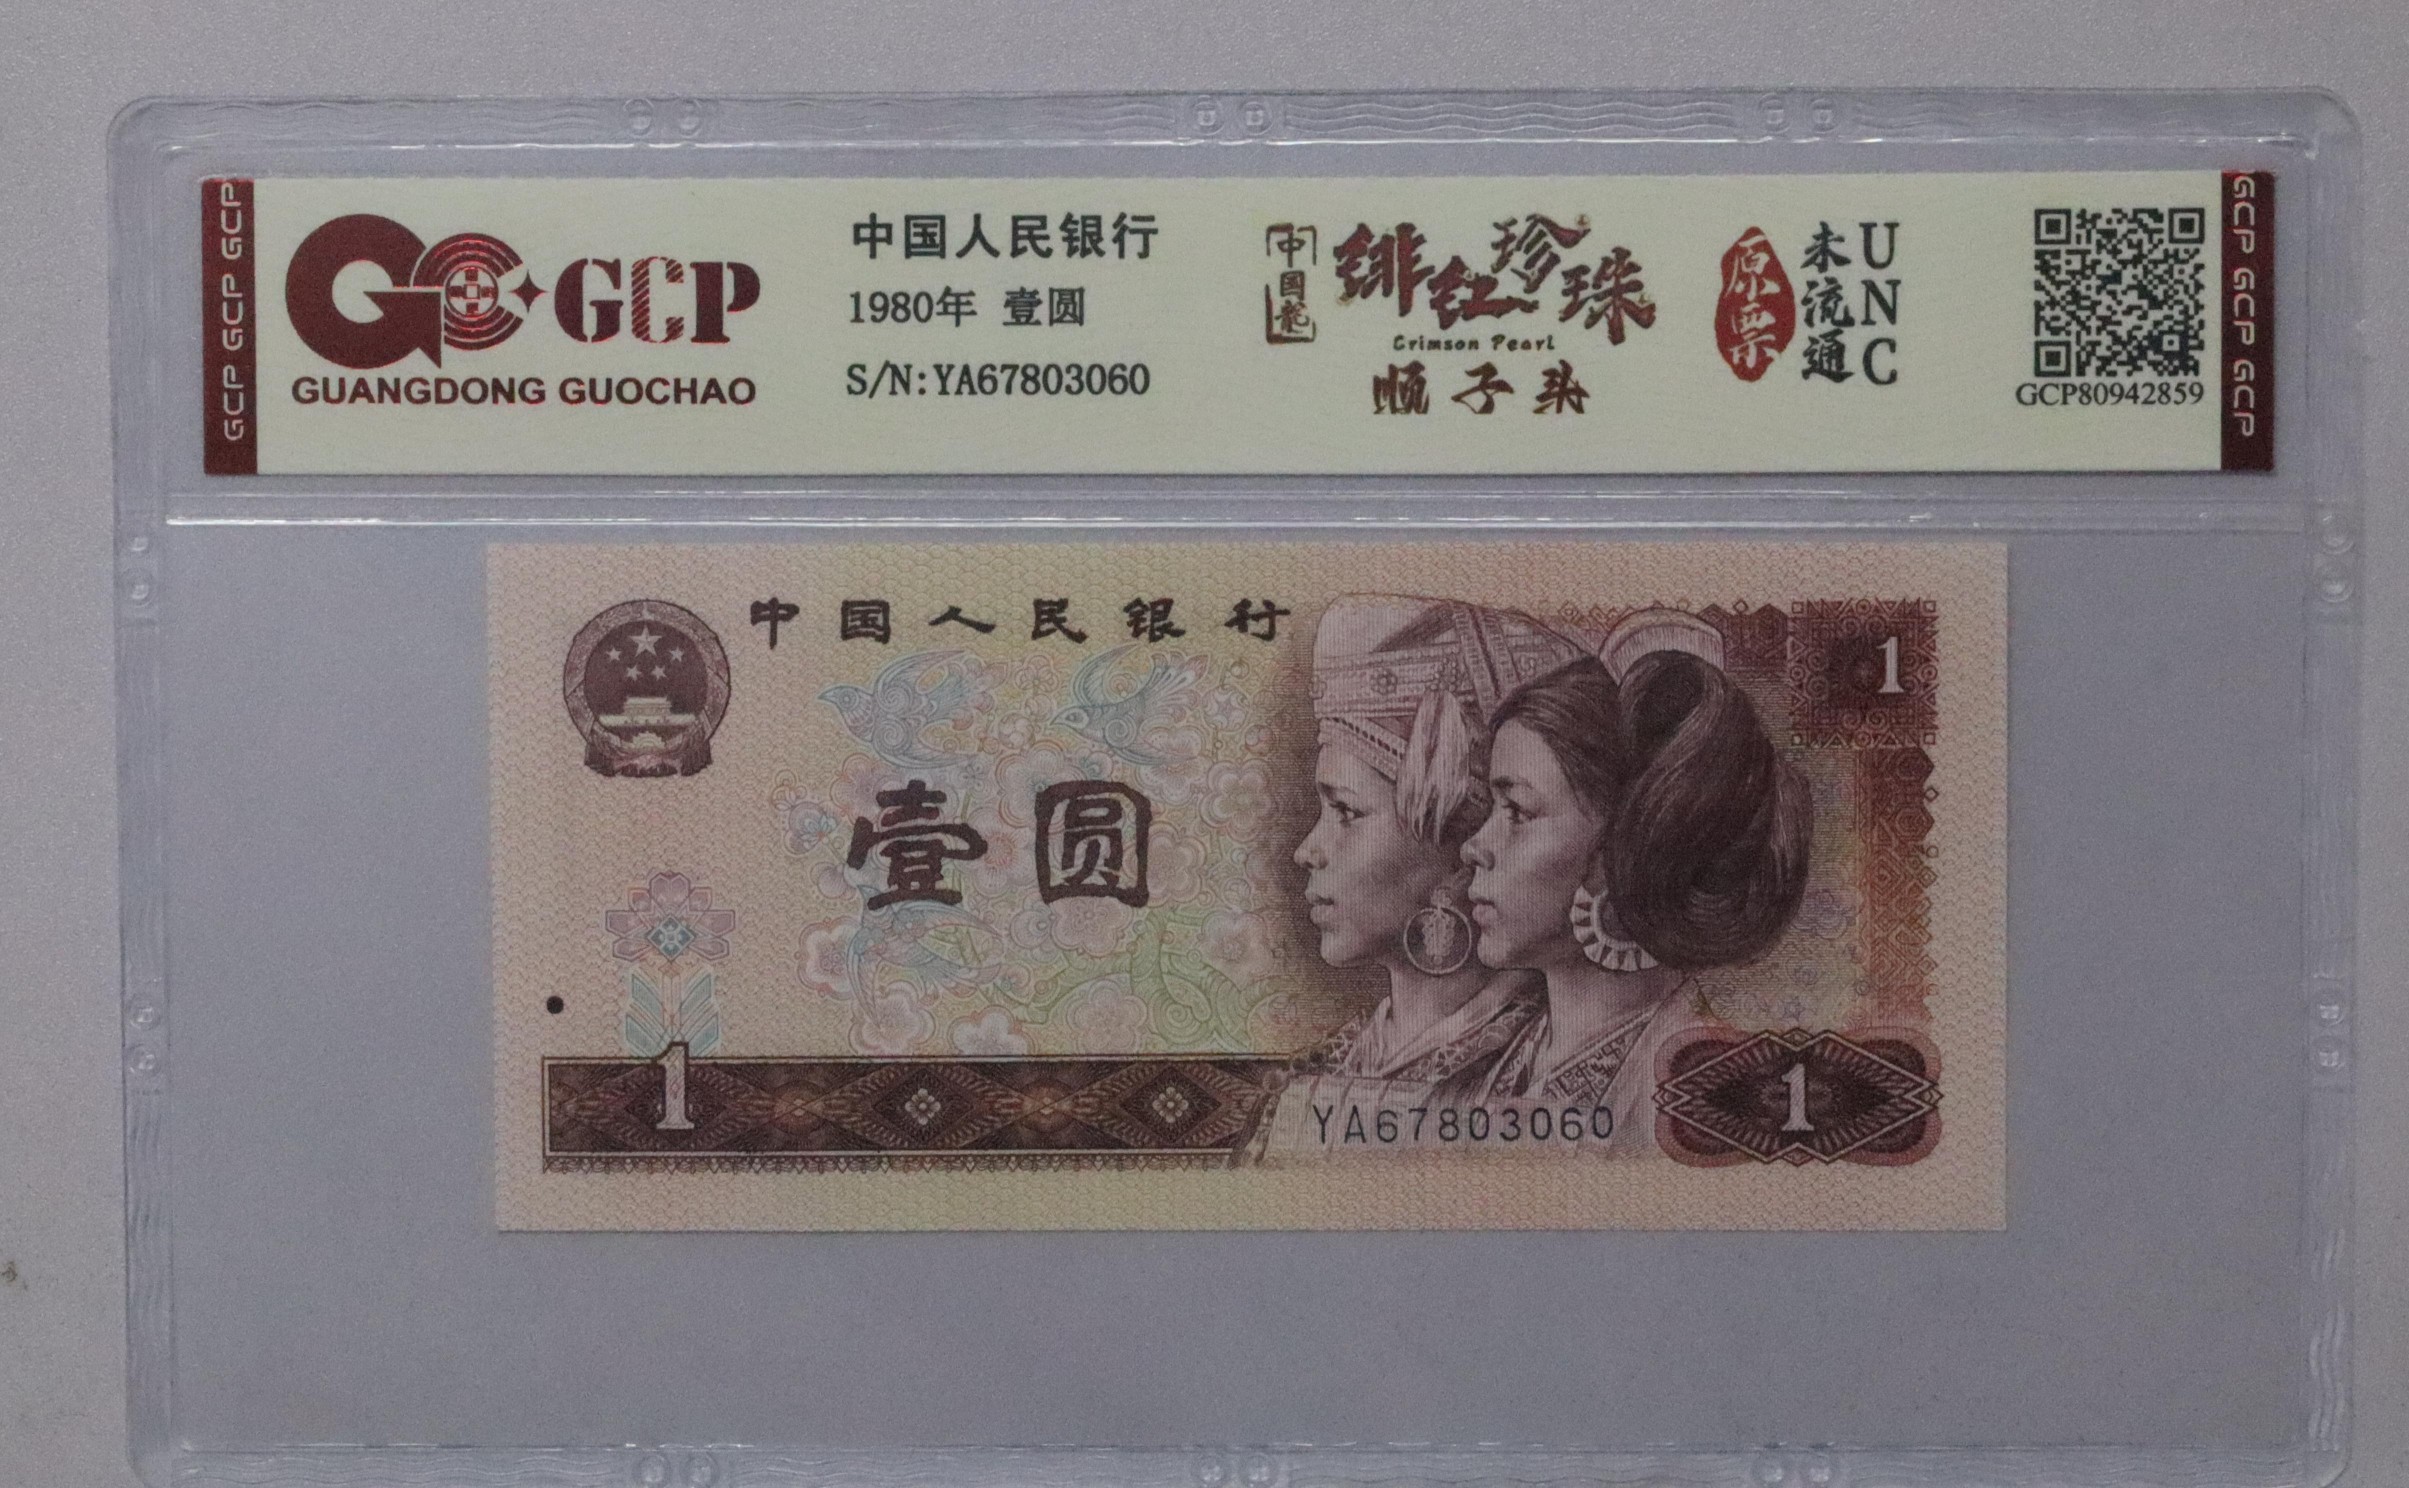 GCP GCP GCP
GCP
GUANGDONG GUOCHAO
中国人民银行
1980年 壹圆
S/N:YA67803060
中国龙
绯红珍珠
Crimson Pearl
顺子头
原票
未流通
UNC
GCP80942859
GCP GCP GCP
中国人民银行
1
壹圆
1
YA67803060
1